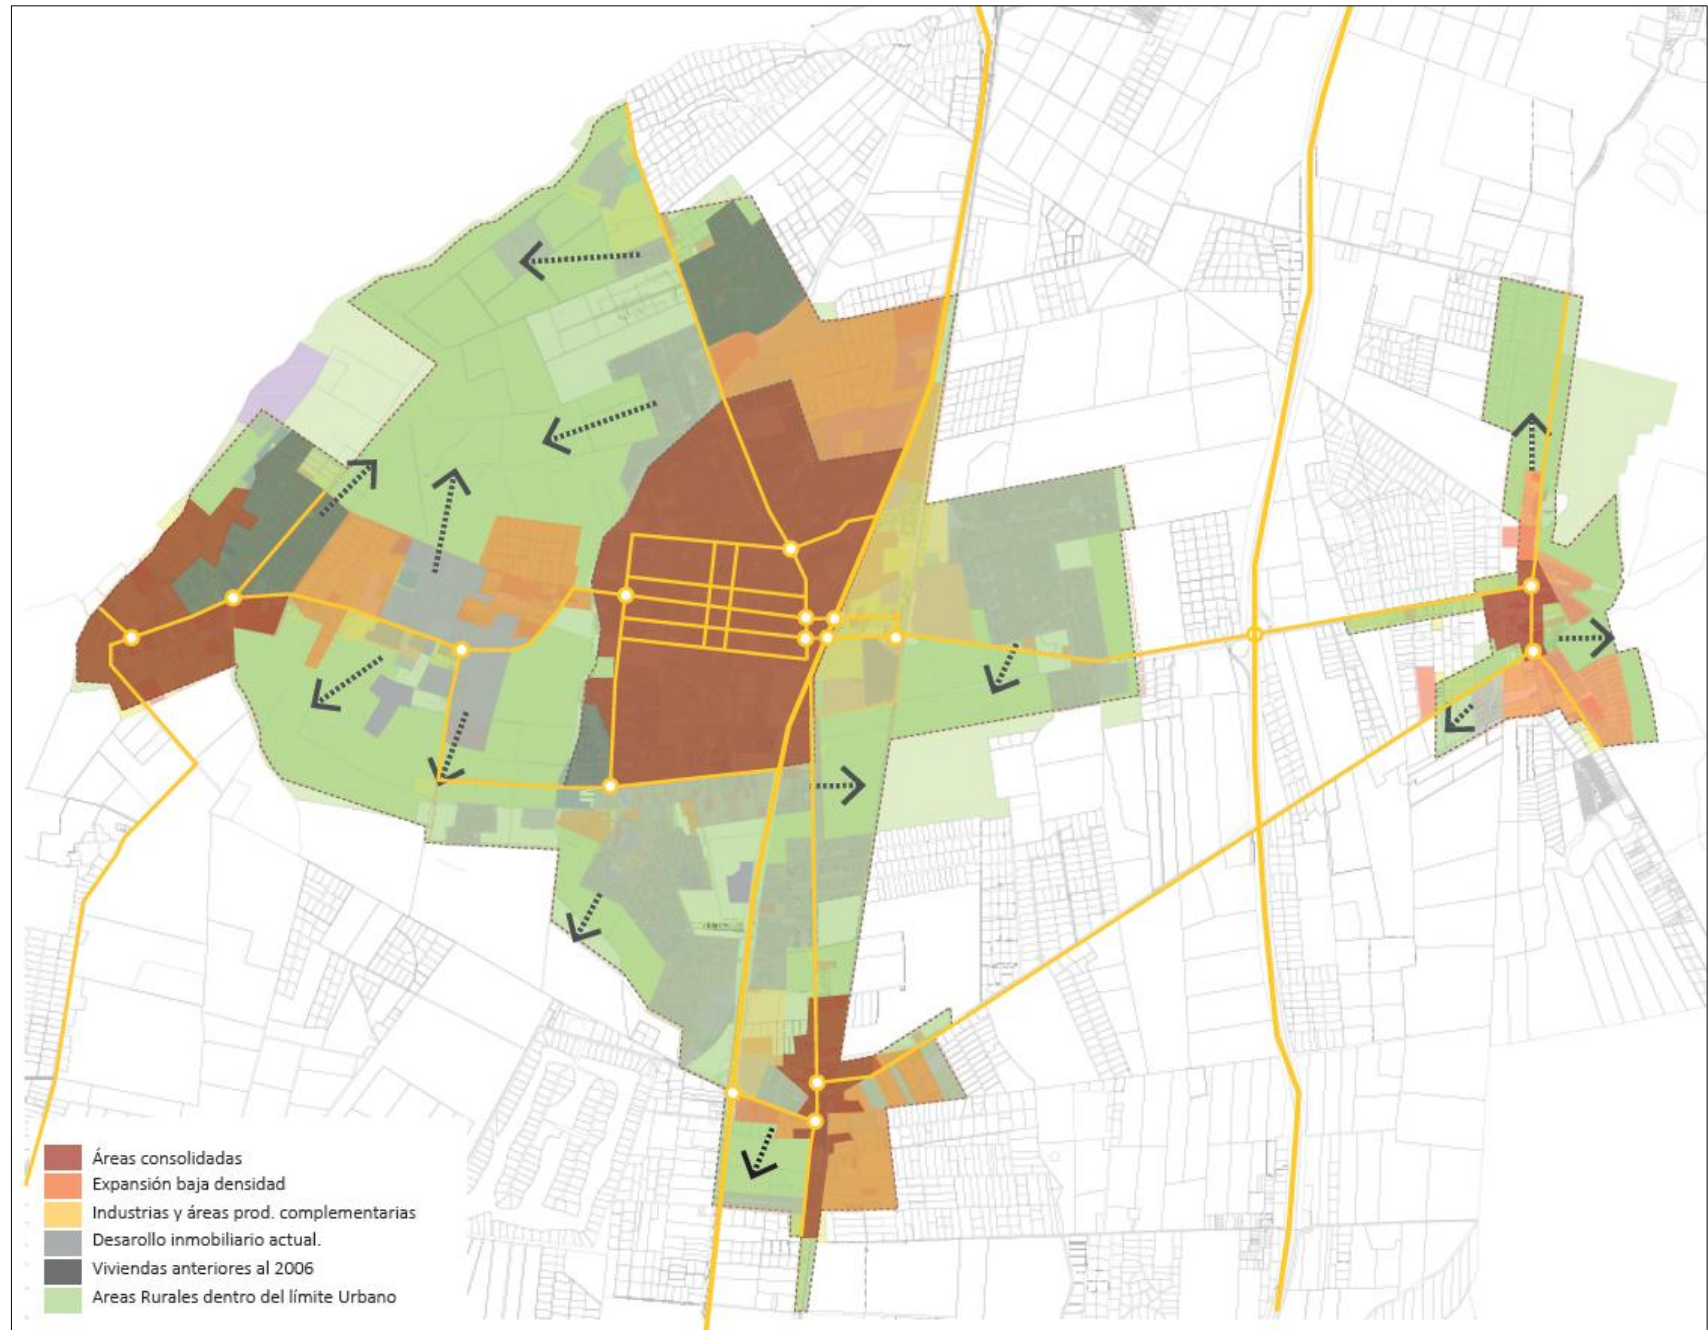 Áreas consolidadas
Expansión baja densidad
Industrias y áreas prod. complementarias
Desarollo inmobiliario actual.
Viviendas anteriores al 2006
Areas Rurales dentro del límite Urbano